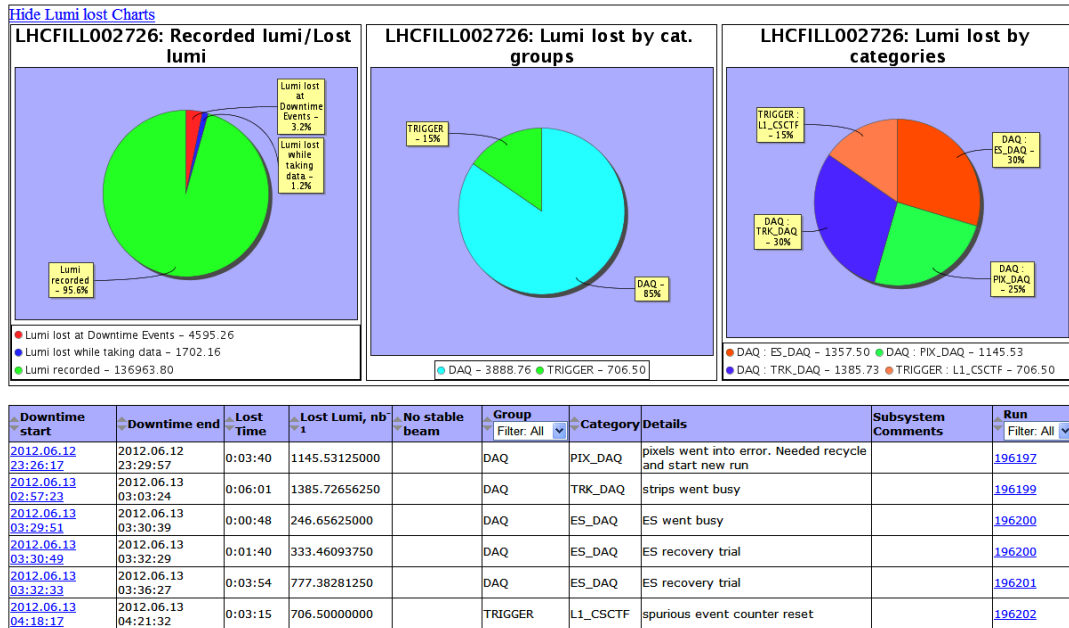 Hide Lumi lost Charts
LHCFILL002726: Recorded lumi/Lost
lumi
Lumi lost
at
Downtime
Events –
3.2%
Lumi lost
while
taking
data –
1.2%
Lumi
recorded
– 95.6%
Lumi lost at Downtime Events – 4595.26
Lumi lost while taking data – 1702.16
Lumi recorded – 136963.80
LHCFILL002726: Lumi lost by cat.
groups
TRIGGER
– 15%
DAQ –
85%
DAQ – 3888.76 TRIGGER – 706.50
LHCFILL002726: Lumi lost by
categories
TRIGGER :
L1_CSCTF
– 15%
DAQ :
ES_DAQ –
30%
DAQ :
TRK_DAQ
– 30%
DAQ :
PIX_DAQ
– 25%
DAQ : ES_DAQ – 1357.50 DAQ : PIX_DAQ – 1145.53
DAQ : TRK_DAQ – 1385.73 TRIGGER : L1_CSCTF – 706.50
Downtime start Downtime end Lost Time Lost Lumi, nb-1 No stable beam Group Filter: All Category Details Subsystem Comments Run Filter: All
2012.06.12 23:26:17 2012.06.12 23:29:57 0:03:40 1145.53125000 DAQ PIX_DAQ pixels went into error. Needed recycle and start new run 196197
2012.06.13 02:57:23 2012.06.13 03:03:24 0:06:01 1385.72656250 DAQ TRK_DAQ strips went busy 196199
2012.06.13 03:29:51 2012.06.13 03:30:39 0:00:48 246.65625000 DAQ ES_DAQ ES went busy 196200
2012.06.13 03:30:49 2012.06.13 03:32:29 0:01:40 333.46093750 DAQ ES_DAQ ES recovery trial 196200
2012.06.13 03:32:33 2012.06.13 03:36:27 0:03:54 777.38281250 DAQ ES_DAQ ES recovery trial 196201
2012.06.13 04:18:17 2012.06.13 04:21:32 0:03:15 706.50000000 TRIGGER L1_CSCTF spurious event counter reset 196202